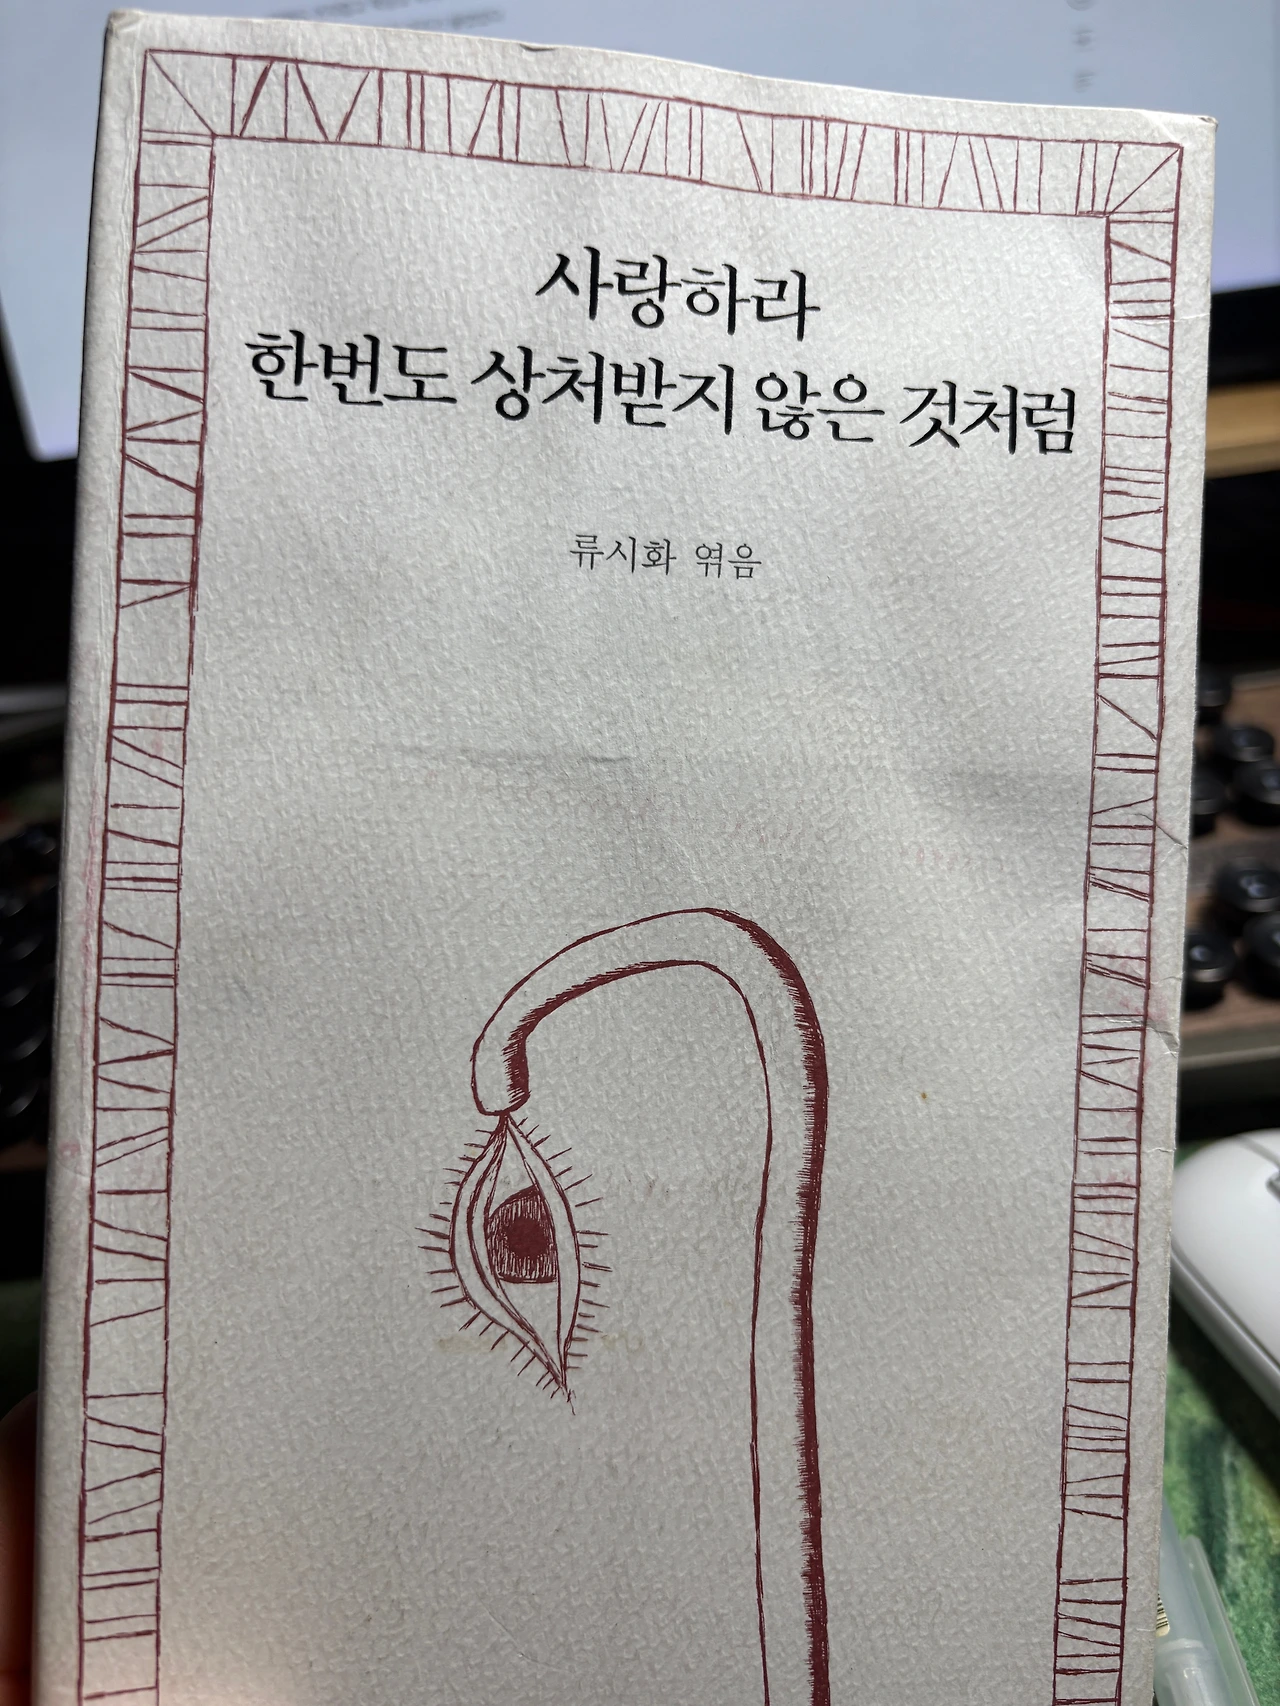 사랑하라
한번도 상처받지 않은 것처럼
류시화 엮음